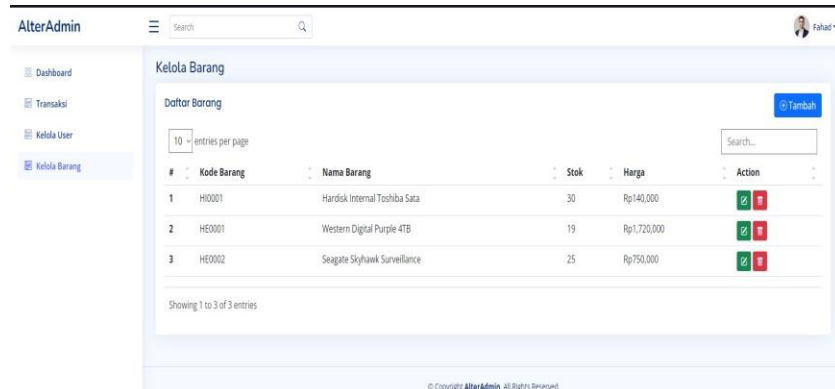 AlterAdmin
Search
Fahad
Dashboard
Transaksi
Kelola User
Kelola Barang
Kelola Barang
Daftar Barang
Tambah
10 entries per page
Search...
# Kode Barang Nama Barang Stok Harga Action
1 HI0001 Hardisk Internal Toshiba Sata 30 Rp140,000
2 HE0001 Western Digital Purple 4TB 19 Rp1,720,000
3 HE0002 Seagate Skyhawk Surveillance 25 Rp750,000
Showing 1 to 3 of 3 entries
© Copyright AlterAdmin. All Rights Reserved